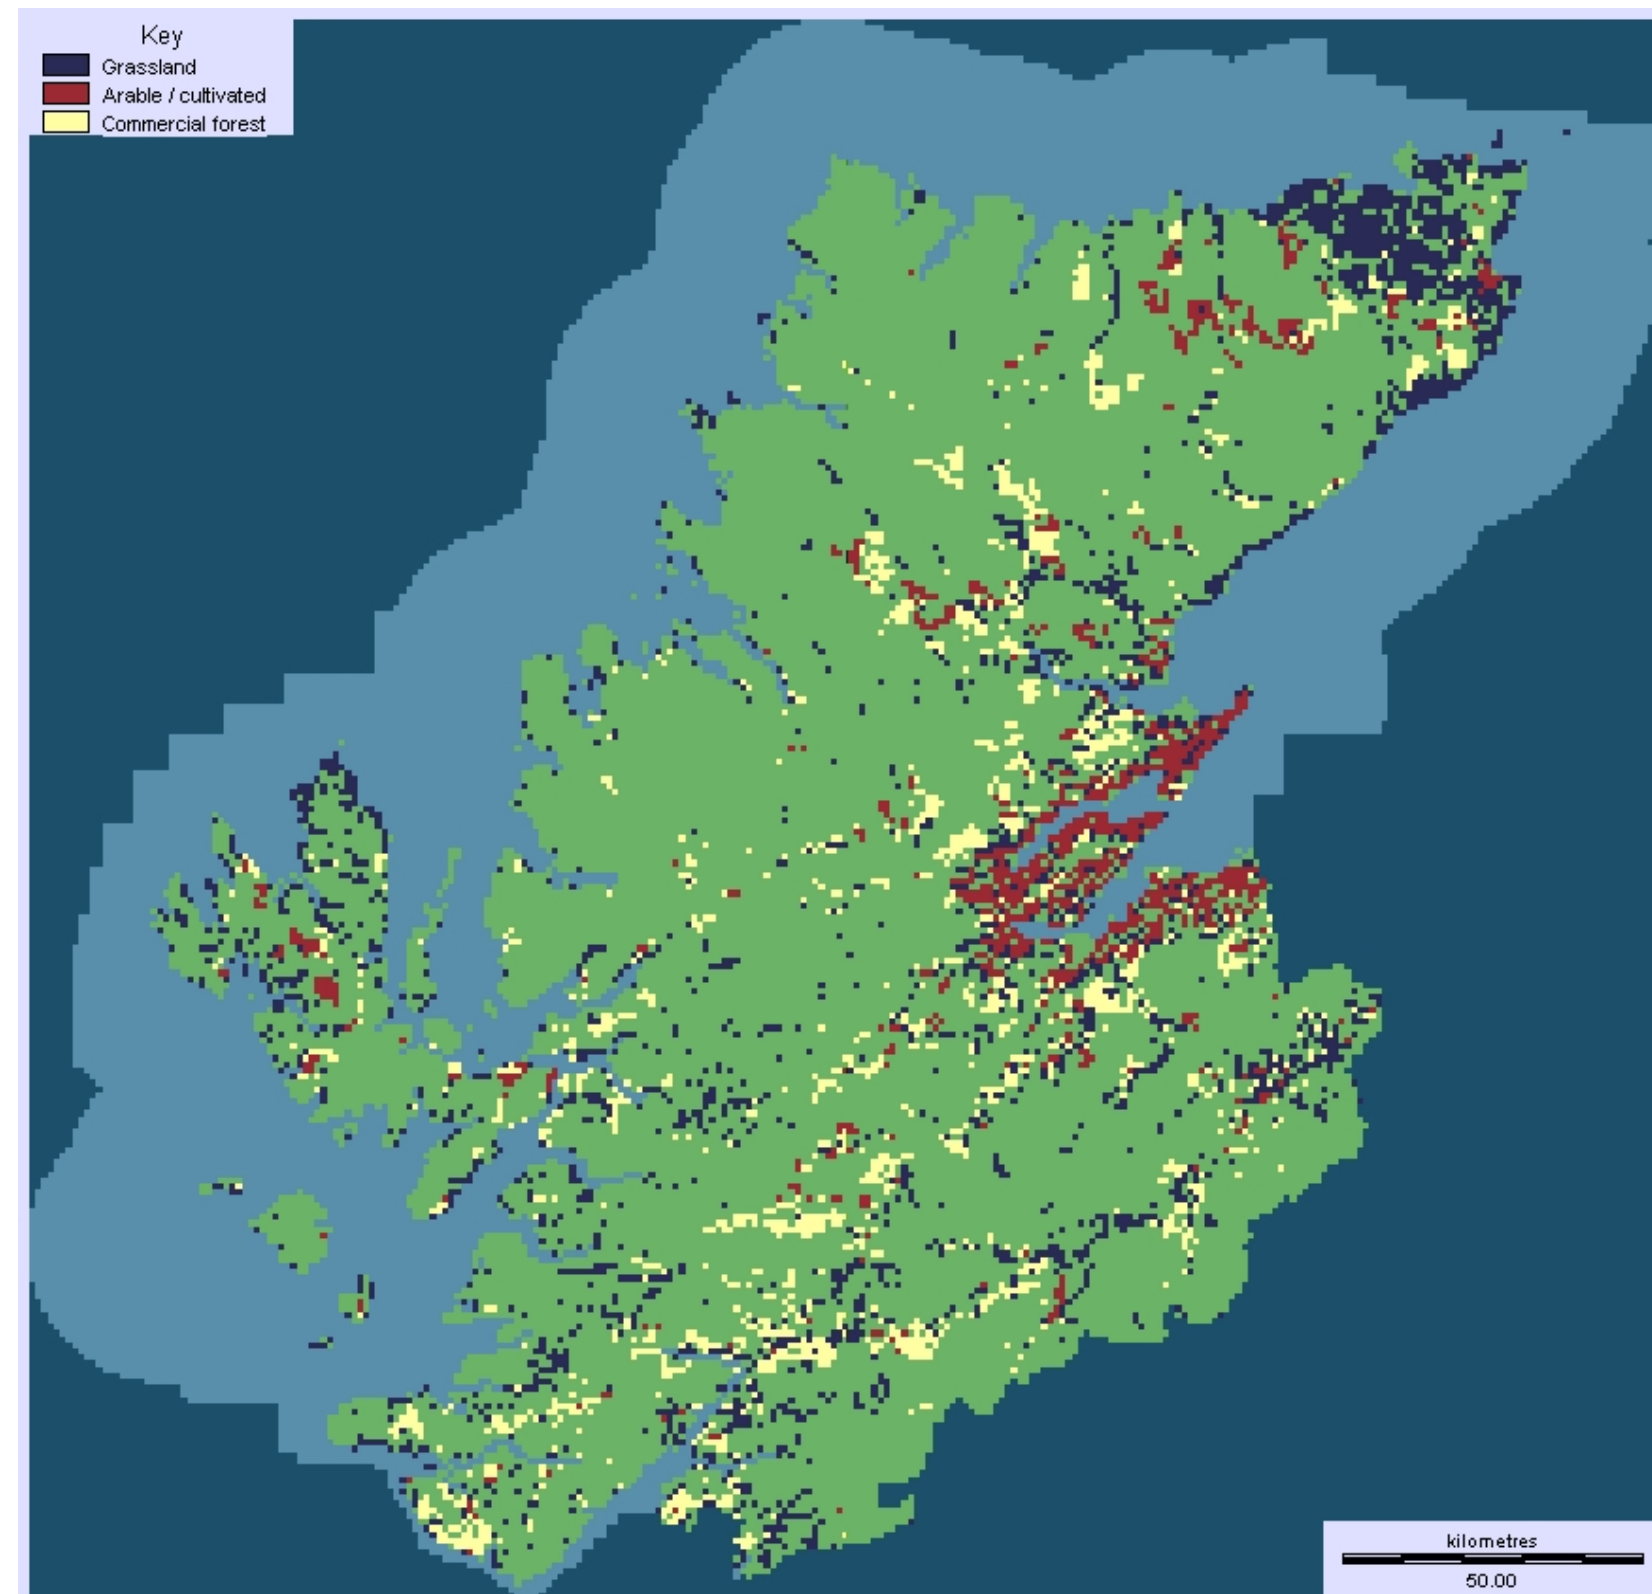 Key
Grassland
Arable / cultivated
Commercial forest
kilometres
50.00